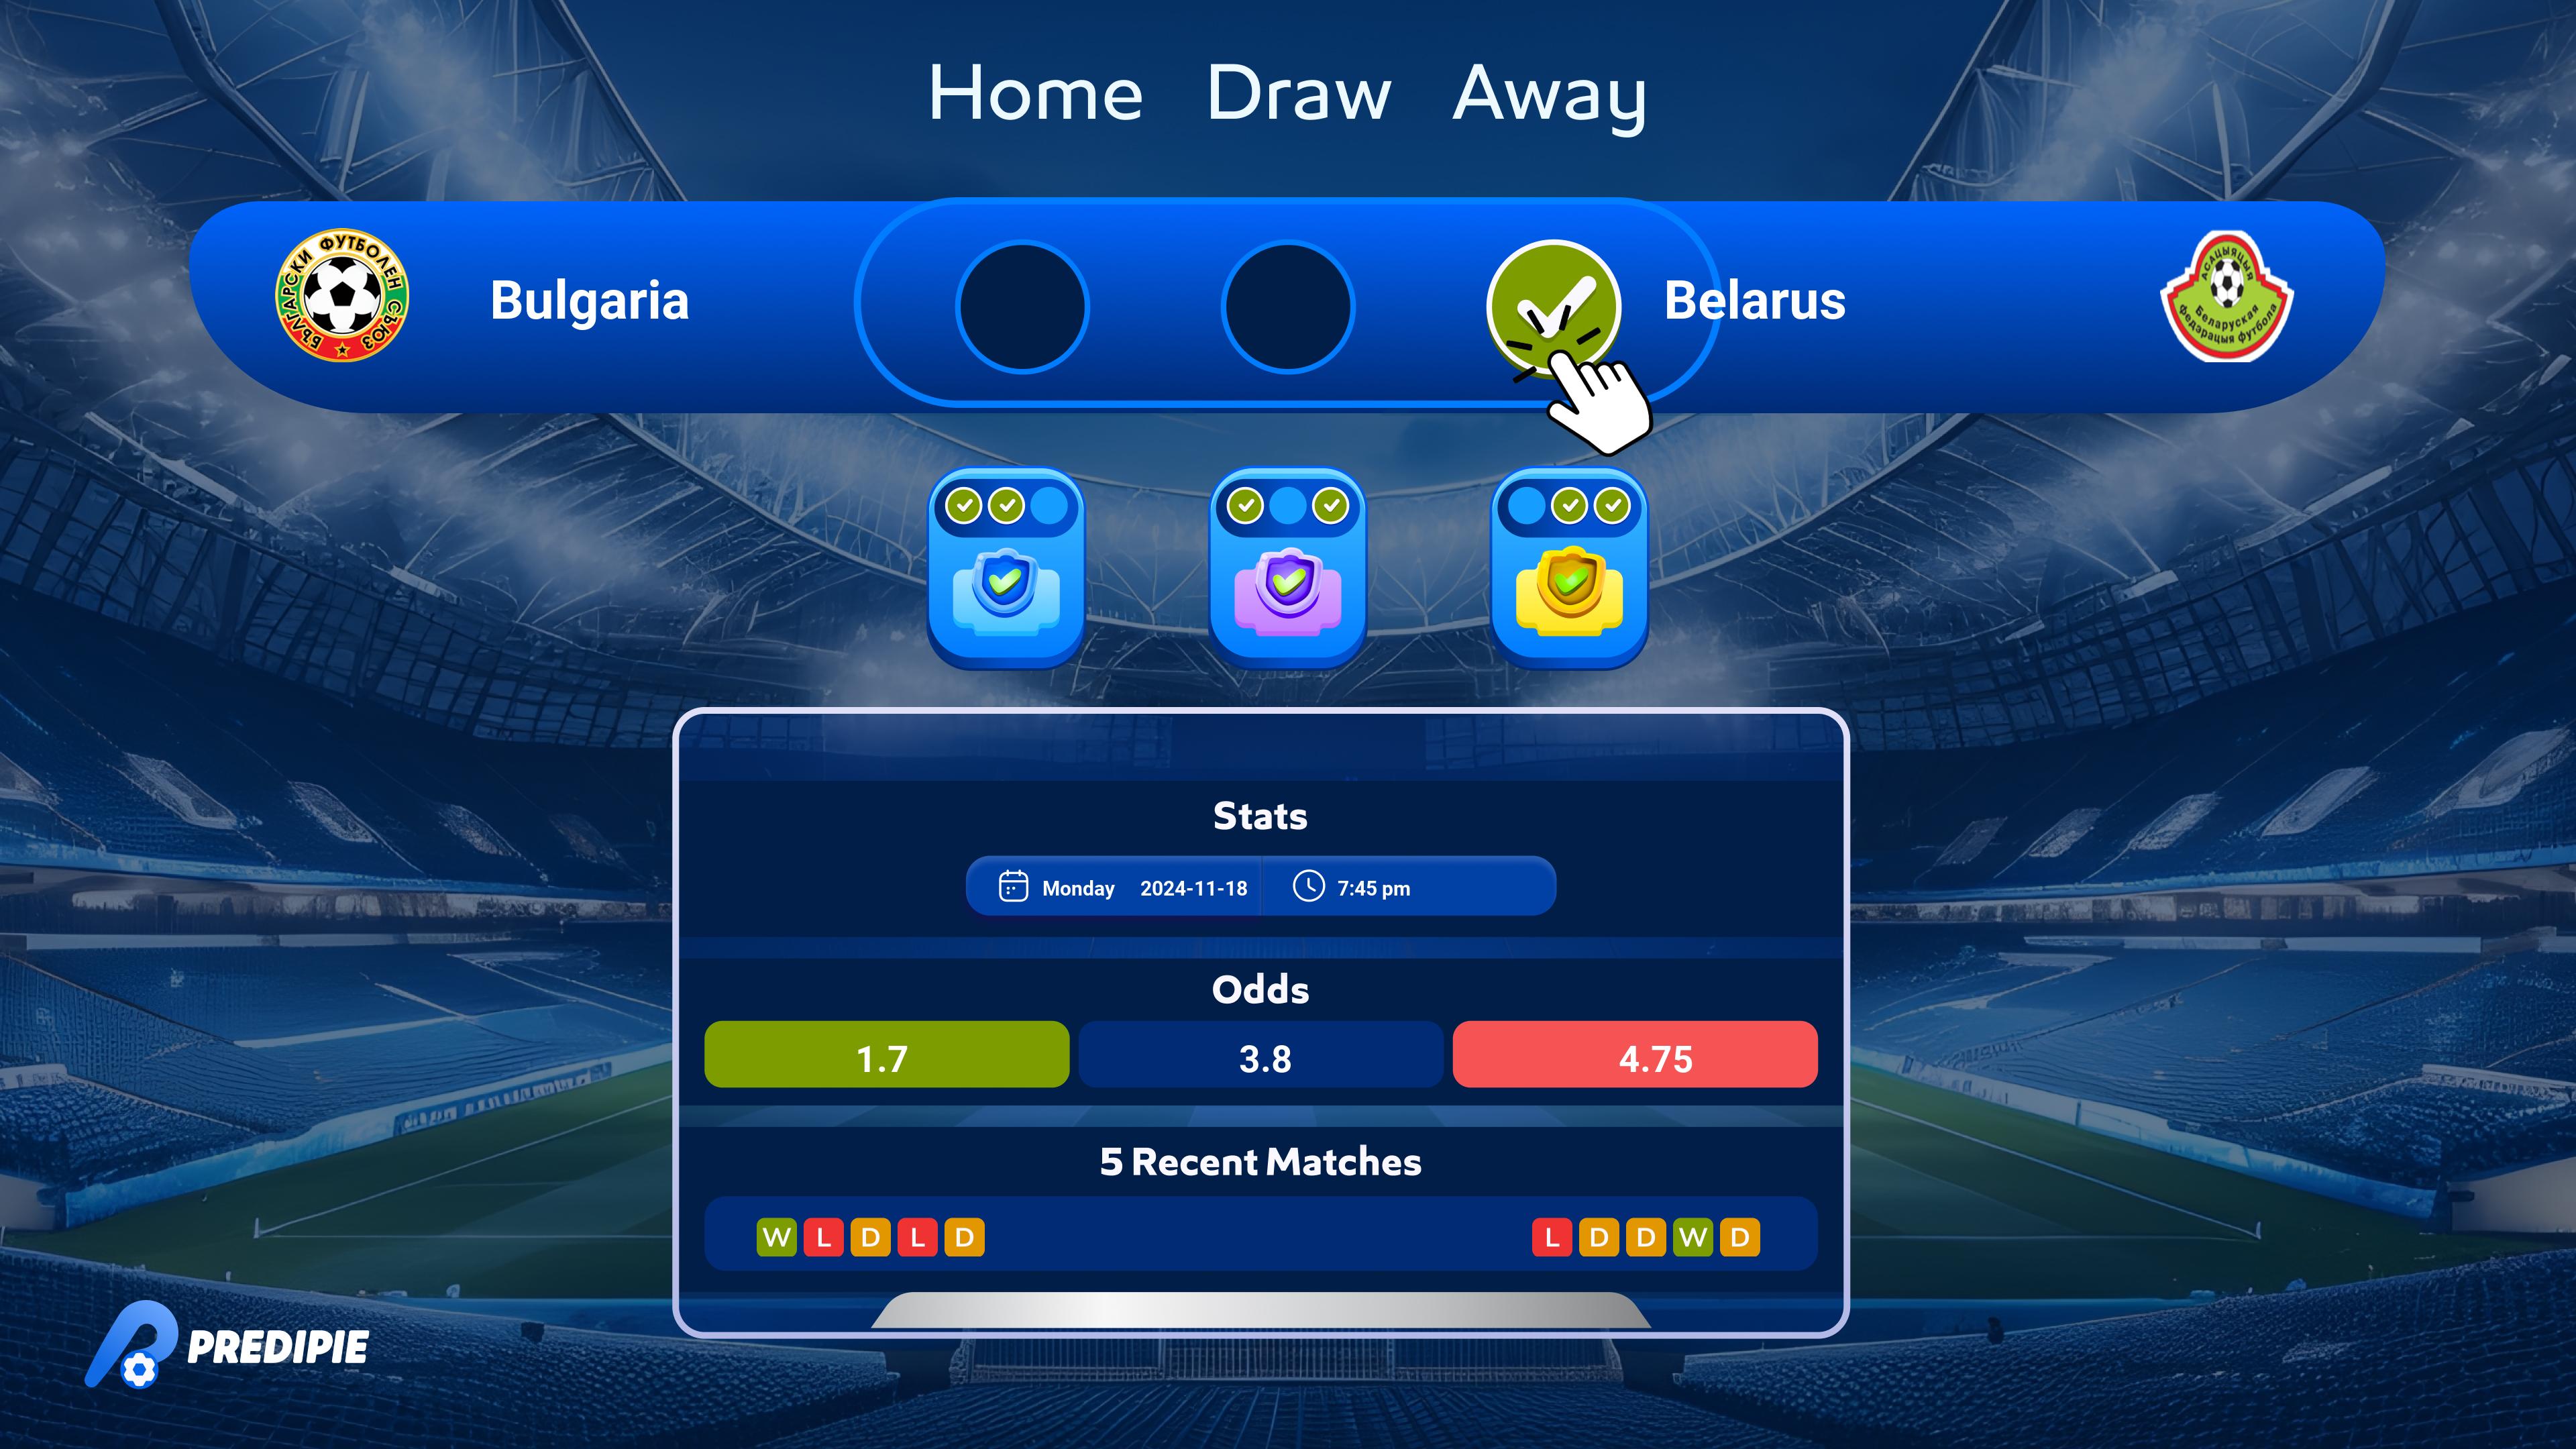 Home Draw Away
БЪЛГАРСКИ ФУТБОЛЕН СЪЮЗ
Bulgaria
Belarus
АСАЦЫЯЦЫЯ
Беларуская
федэрацыя футбола
Stats
Monday 2024-11-18 7:45 pm
Odds
1.7 3.8 4.75
5 Recent Matches
W L D L D L D D W D
PREDIPIE